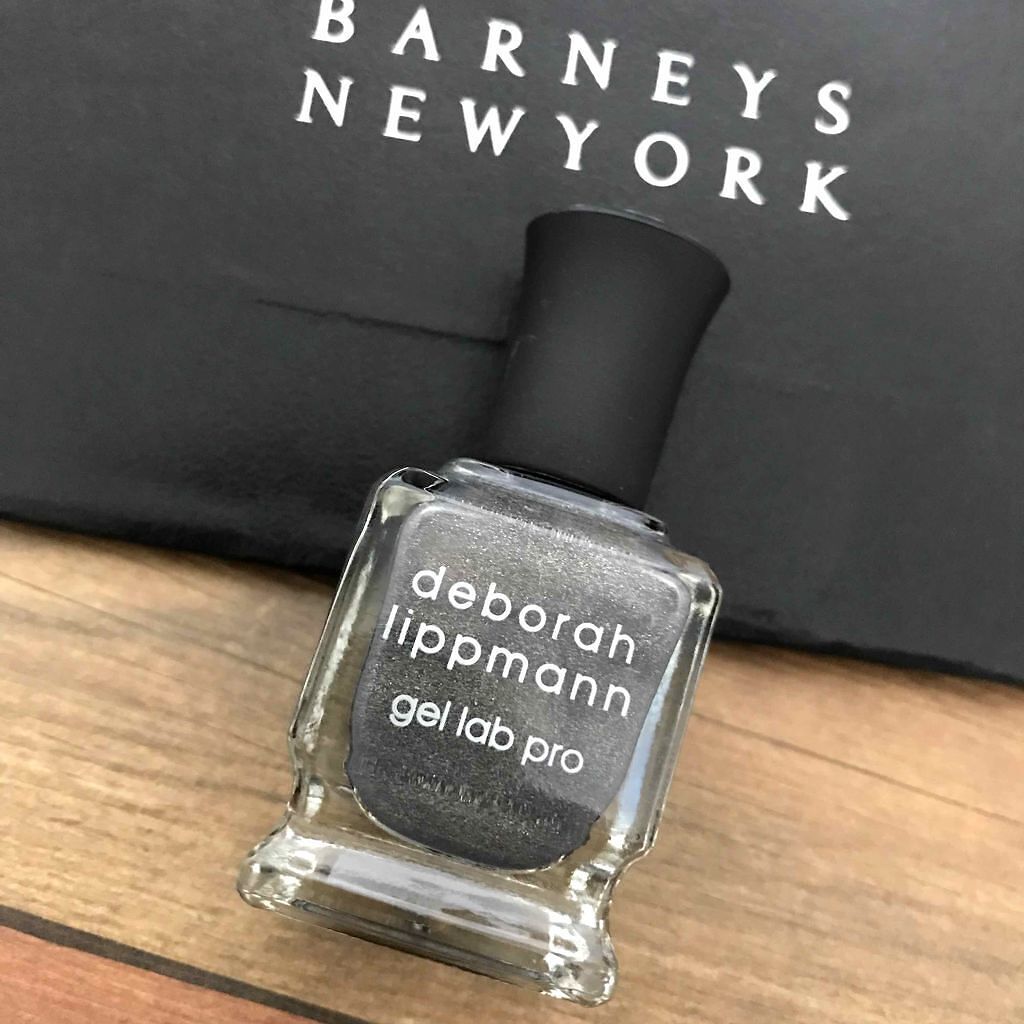 BARNEYS
NEWYORK
deborah
lippmann
gel lab pro